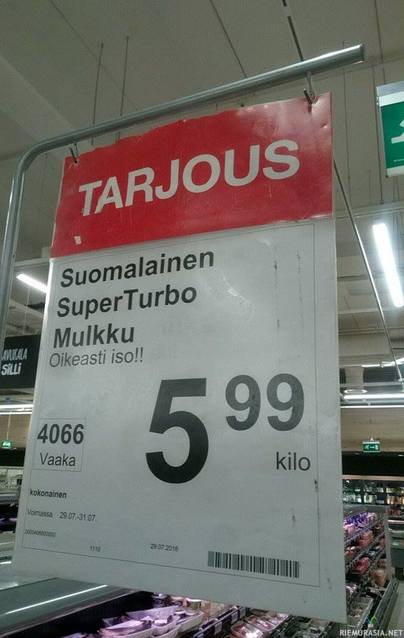 TARJOUS
Suomalainen
SuperTurbo
Mulkku
Oikeasti iso!!
5 99
4066
Vaaka
kilo
kokonainen
Voimassa 29.07.-31.07.
1110 29.07.2016
SILLI
RIEMURASIA.NET